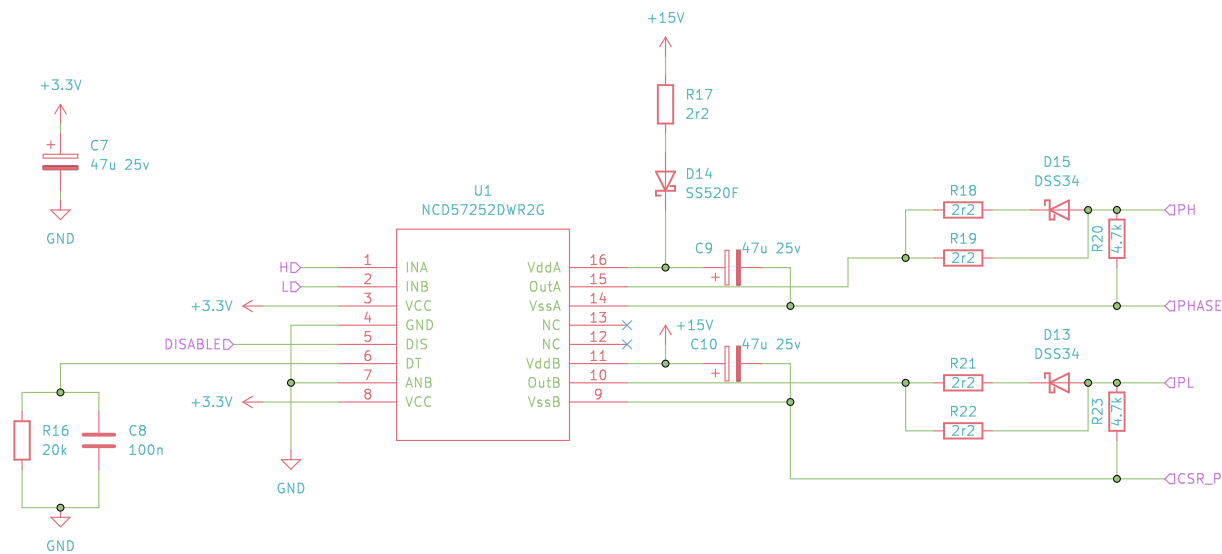 +15V
+3.3V
R17
2r2
C7
47u 25v
D14
SS520F
GND
U1
NCD57252DWR2G
D15
DSS34
R18
2r2
R19
2r2
R20
4.7k
PH
PHASE
C9
47u 25v
H
1
INA
VddA
16
L
2
INB
OutA
15
+3.3V
3
VCC
VssA
14
4
GND
NC
13
DISABLE
5
DIS
NC
12
6
DT
VddB
11
7
ANB
OutB
10
+3.3V
8
VCC
VssB
9
+15V
C10
47u 25v
D13
DSS34
R21
2r2
R22
2r2
R23
4.7k
PL
CSR_P
R16
20k
C8
100n
GND
GND